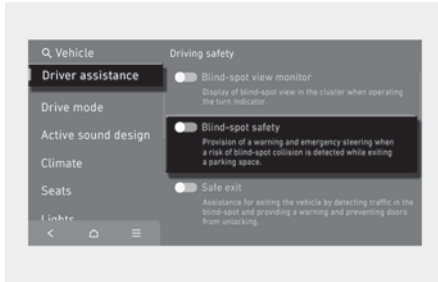 Vehicle
Driver assistance
Drive mode
Active sound design
Climate
Seats
Lights
Driving safety
Blind-spot view monitor
Display of blind-spot view in the cluster when operating
the turn indicator.
Blind-spot safety
Provision of a warning and emergency steering when
a risk of blind-spot collision is detected while exiting
a parking space.
Safe exit
Assistance for exiting the vehicle by detecting traffic in the
blind-spot and providing a warning and preventing doors
from unlocking.